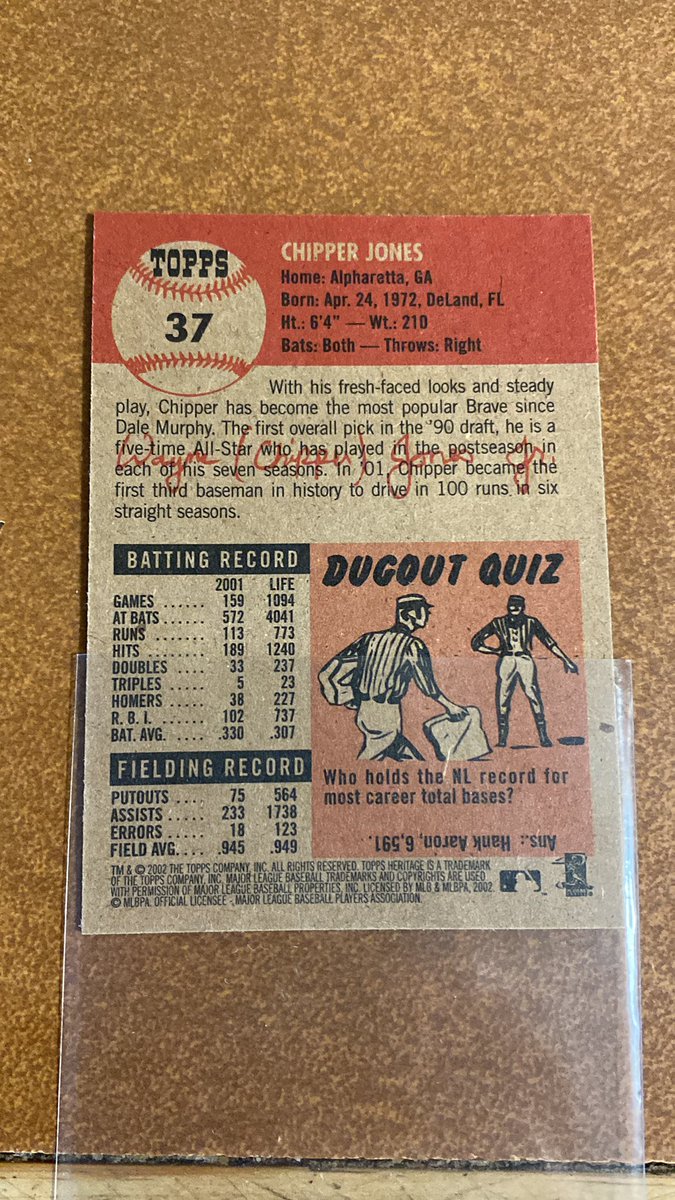 TOPPS
37
CHIPPER JONES
Home: Alpharetta, GA
Born: Apr. 24, 1972, DeLand, FL
Ht.: 6'4" — Wt.: 210
Bats: Both — Throws: Right
With his fresh-faced looks and steady
play, Chipper has become the most popular Brave since
Dale Murphy. The first overall pick in the '90 draft, he is a
five-time All-Star who has played in the postseason in
each of his seven seasons. In '01, Chipper became the
first third baseman in history to drive in 100 runs in six
straight seasons.
Wayne (Chipper) Jones Jr.
BATTING RECORD
2001 LIFE
GAMES ...... 159 1094
AT BATS ..... 572 4041
RUNS ....... 113 773
HITS ........ 189 1240
DOUBLES .... 33 237
TRIPLES ..... 5 23
HOMERS .... 38 227
R. B. I. ...... 102 737
BAT. AVG. .... .330 .307
FIELDING RECORD
PUTOUTS .... 75 564
ASSISTS ..... 233 1738
ERRORS ..... 18 123
FIELD AVG.... .945 .949
DUGOUT QUIZ
Who holds the NL record for
most career total bases?
Ans.: Hank Aaron, 6,591.
TM & © 2002 THE TOPPS COMPANY, INC. ALL RIGHTS RESERVED. TOPPS HERITAGE IS A TRADEMARK
OF THE TOPPS COMPANY, INC. MAJOR LEAGUE BASEBALL TRADEMARKS AND COPYRIGHTS ARE USED
WITH PERMISSION OF MAJOR LEAGUE BASEBALL PROPERTIES, INC. LICENSED BY MLB & MLBPA, 2002.
© MLBPA. OFFICIAL LICENSEE - MAJOR LEAGUE BASEBALL PLAYERS ASSOCIATION.